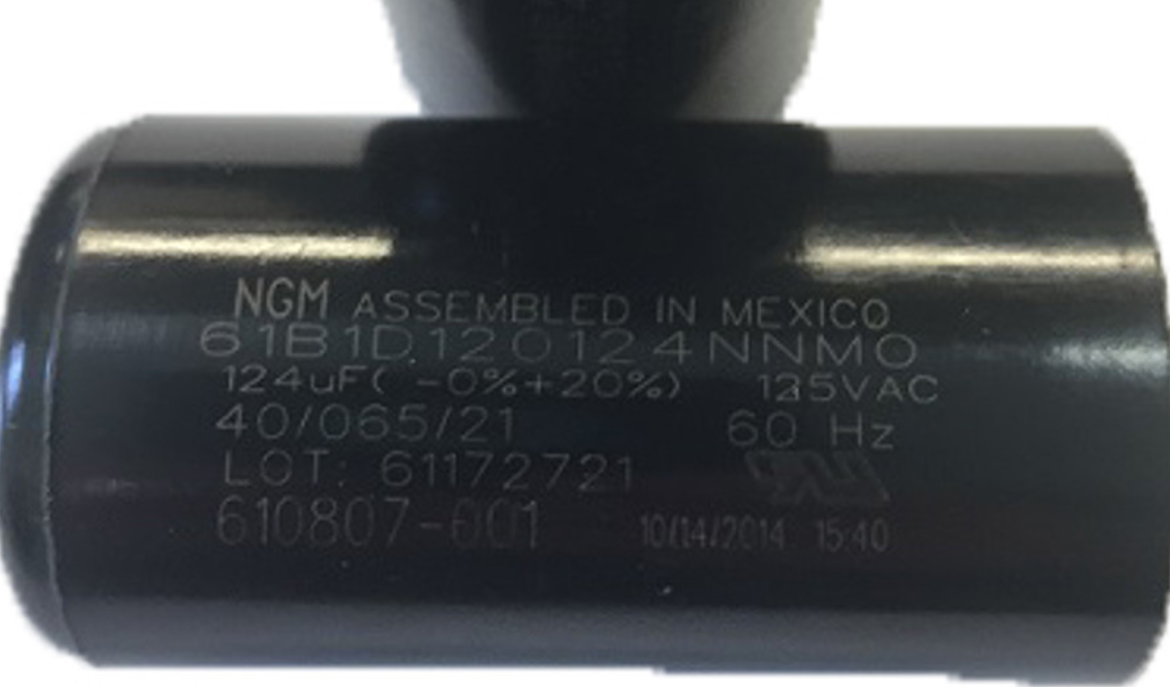 NGM ASSEMBLED IN MEXICO
61B1D120124NNMO
124uF( -0%+20%) 125VAC
40/065/21 60 Hz
LOT: 61172721
610807-001 10/14/2014 15:40